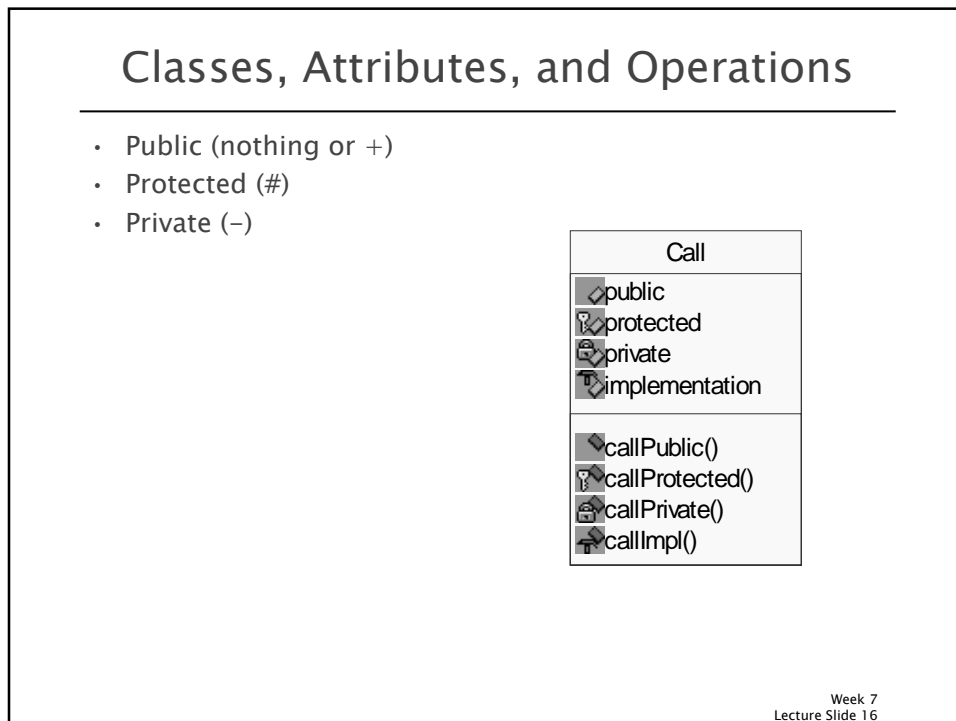 Classes, Attributes, and Operations
• Public (nothing or +)
• Protected (#)
• Private (–)
Call
public
protected
private
implementation
callPublic()
callProtected()
callPrivate()
callImpl()
Week 7
Lecture Slide 16